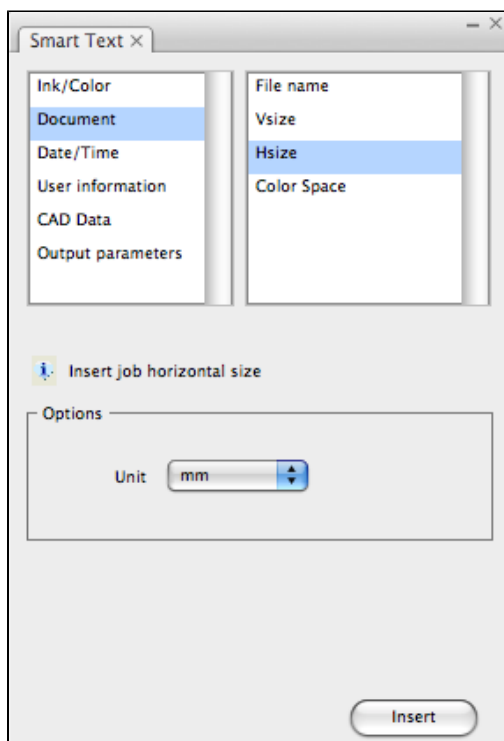 Smart Text
Ink/Color
Document
Date/Time
User information
CAD Data
Output parameters
File name
Vsize
Hsize
Color Space
Insert job horizontal size
Options
Unit
mm
Insert